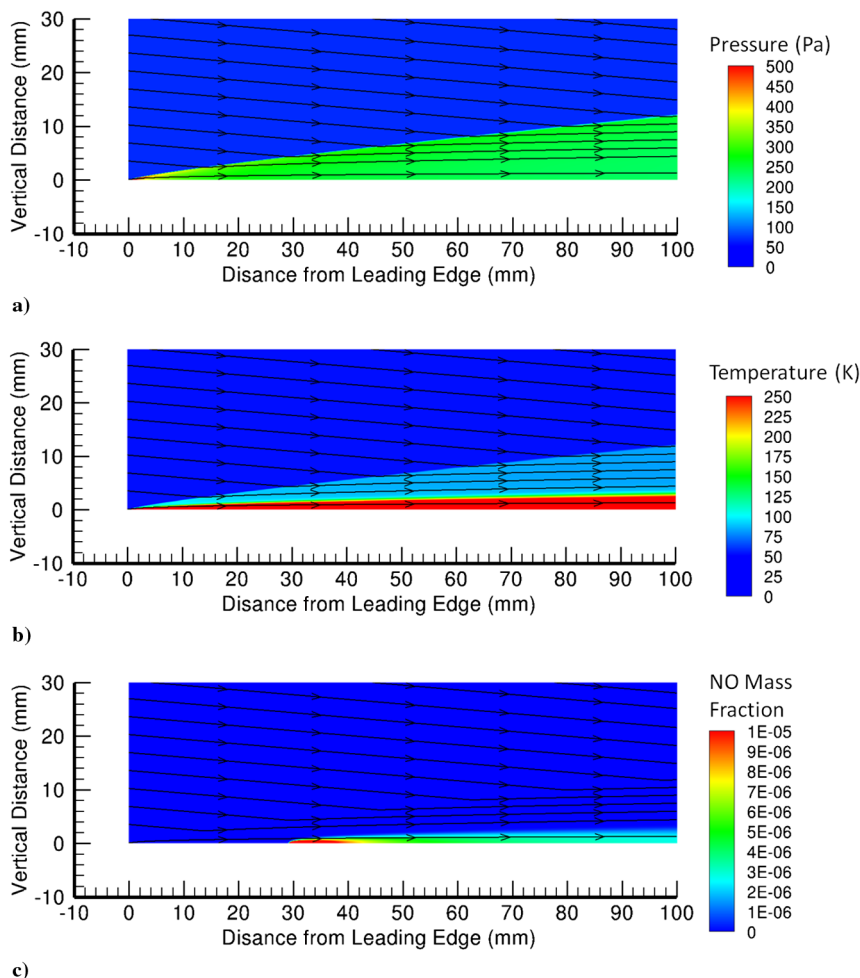 30
20
10
0
-10
Vertical Distance (mm)
-10 0 10 20 30 40 50 60 70 80 90 100
Disance from Leading Edge (mm)
Pressure (Pa)
500
450
400
350
300
250
200
150
100
50
0
a)
30
20
10
0
-10
Vertical Distance (mm)
-10 0 10 20 30 40 50 60 70 80 90 100
Disance from Leading Edge (mm)
Temperature (K)
250
225
200
175
150
125
100
75
50
25
0
b)
30
20
10
0
-10
Vertical Distance (mm)
-10 0 10 20 30 40 50 60 70 80 90 100
Disance from Leading Edge (mm)
NO Mass
Fraction
1E-05
9E-06
8E-06
7E-06
6E-06
5E-06
4E-06
3E-06
2E-06
1E-06
0
c)